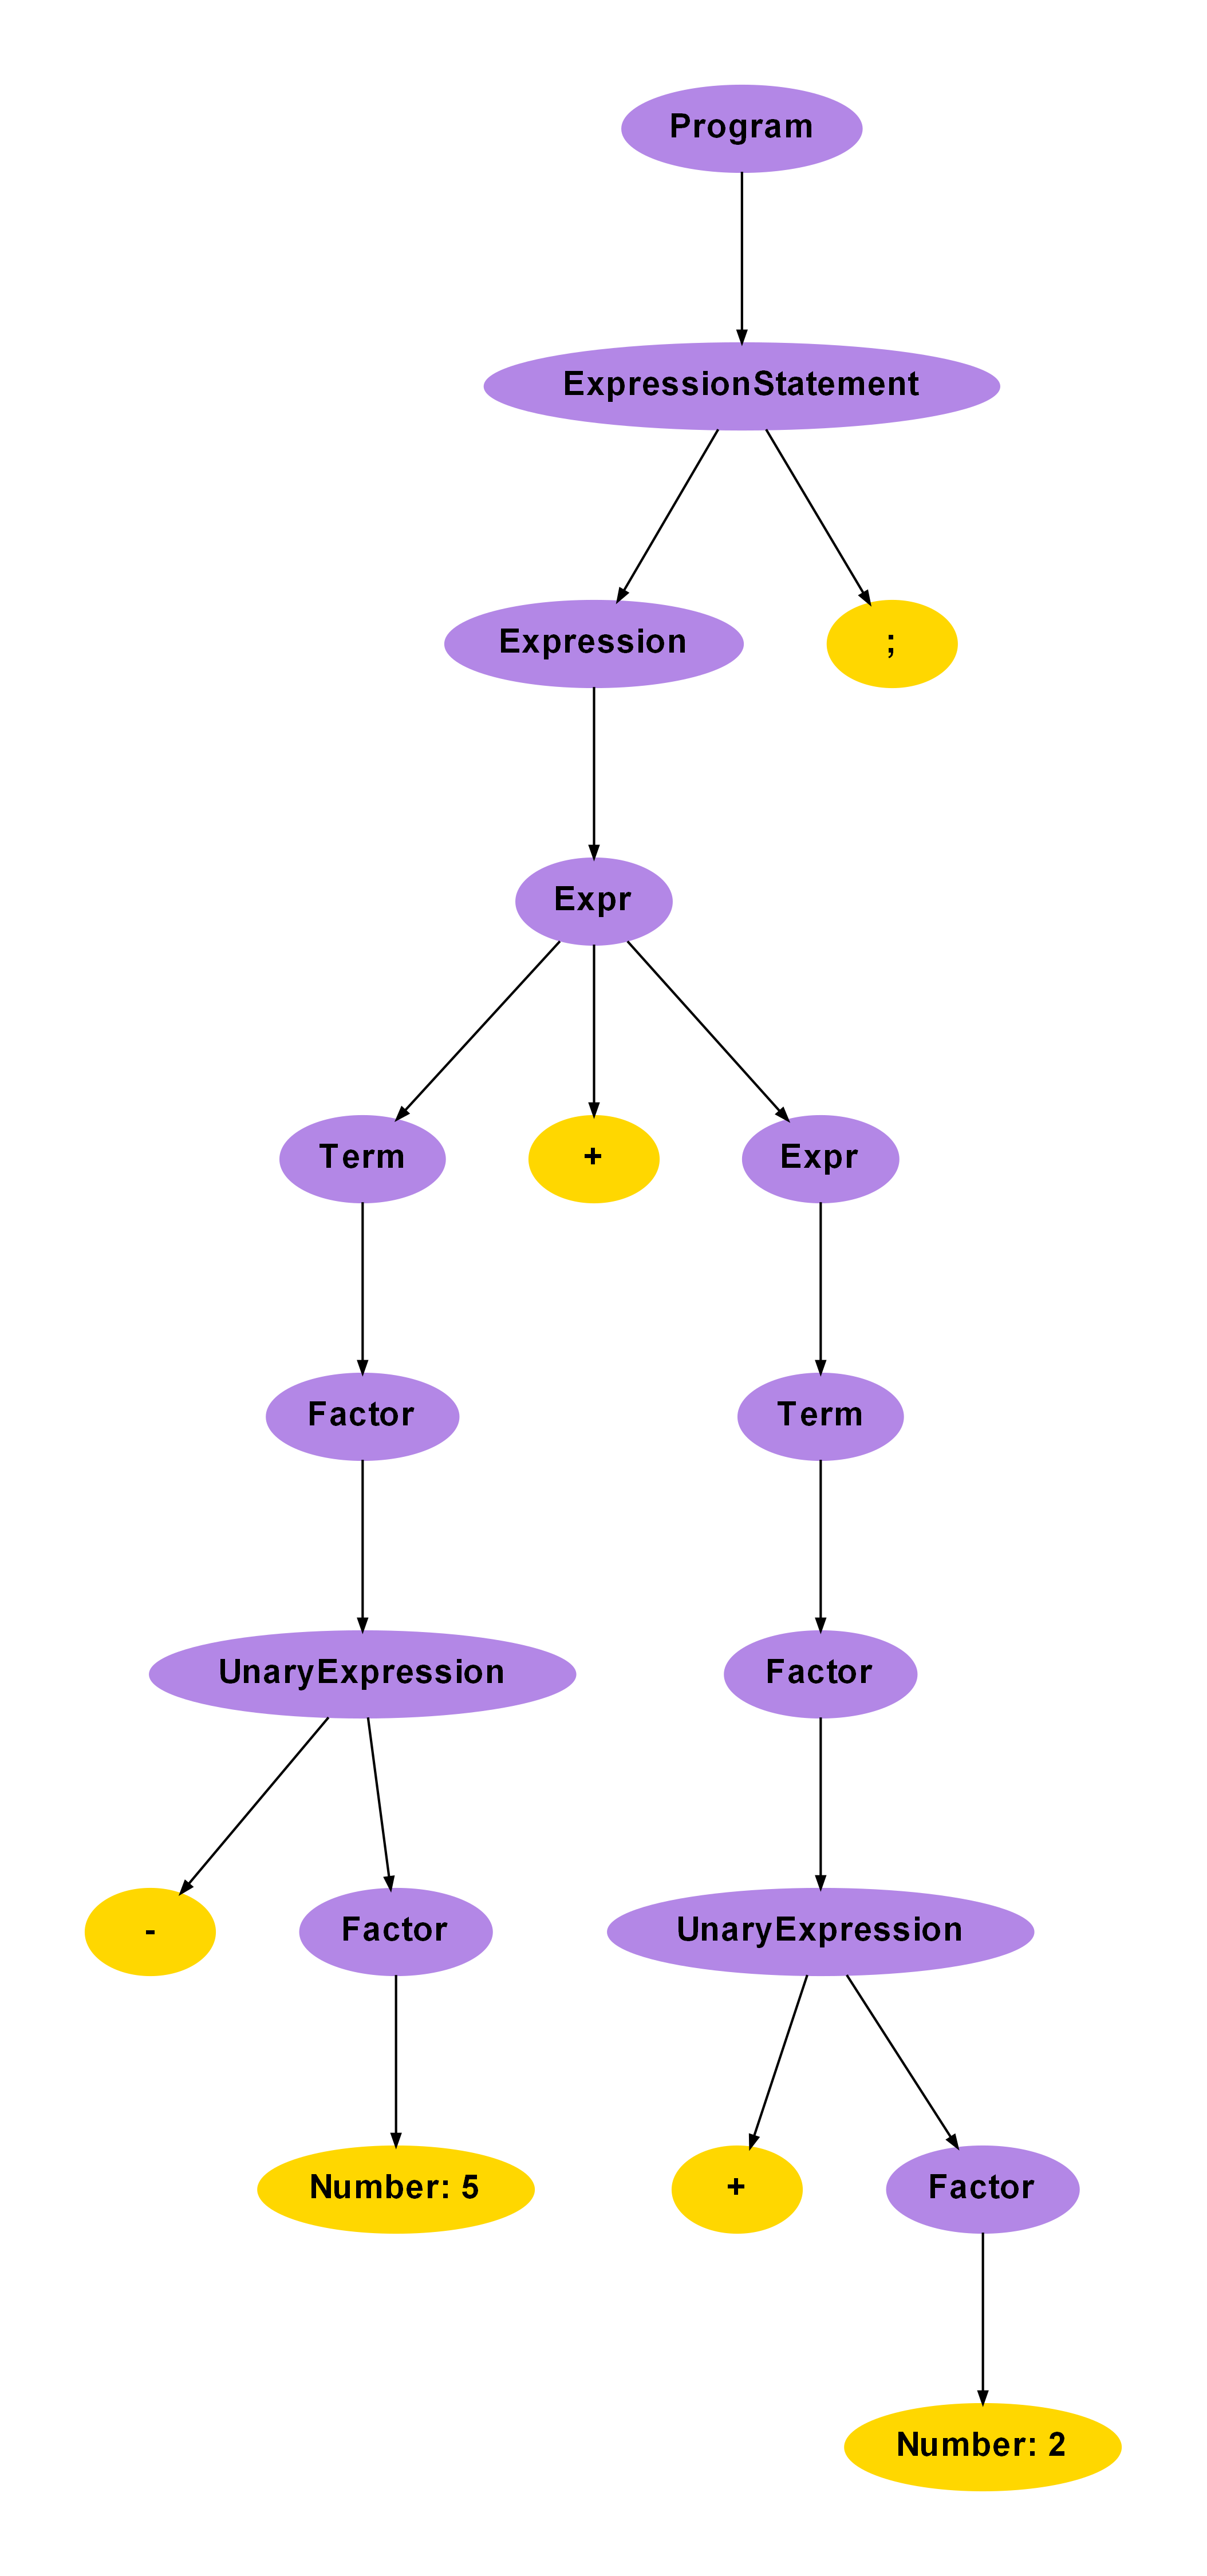 Program
ExpressionStatement
Expression
;
Expr
Term
+
Expr
Factor
Term
UnaryExpression
Factor
-
Factor
UnaryExpression
Number: 5
+
Factor
Number: 2